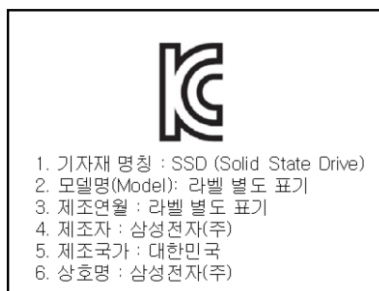 1. 기자재 명칭 : SSD (Solid State Drive)
2. 모델명(Model): 라벨 별도 표기
3. 제조연월 : 라벨 별도 표기
4. 제조자 : 삼성전자(주)
5. 제조국가 : 대한민국
6. 상호명 : 삼성전자(주)